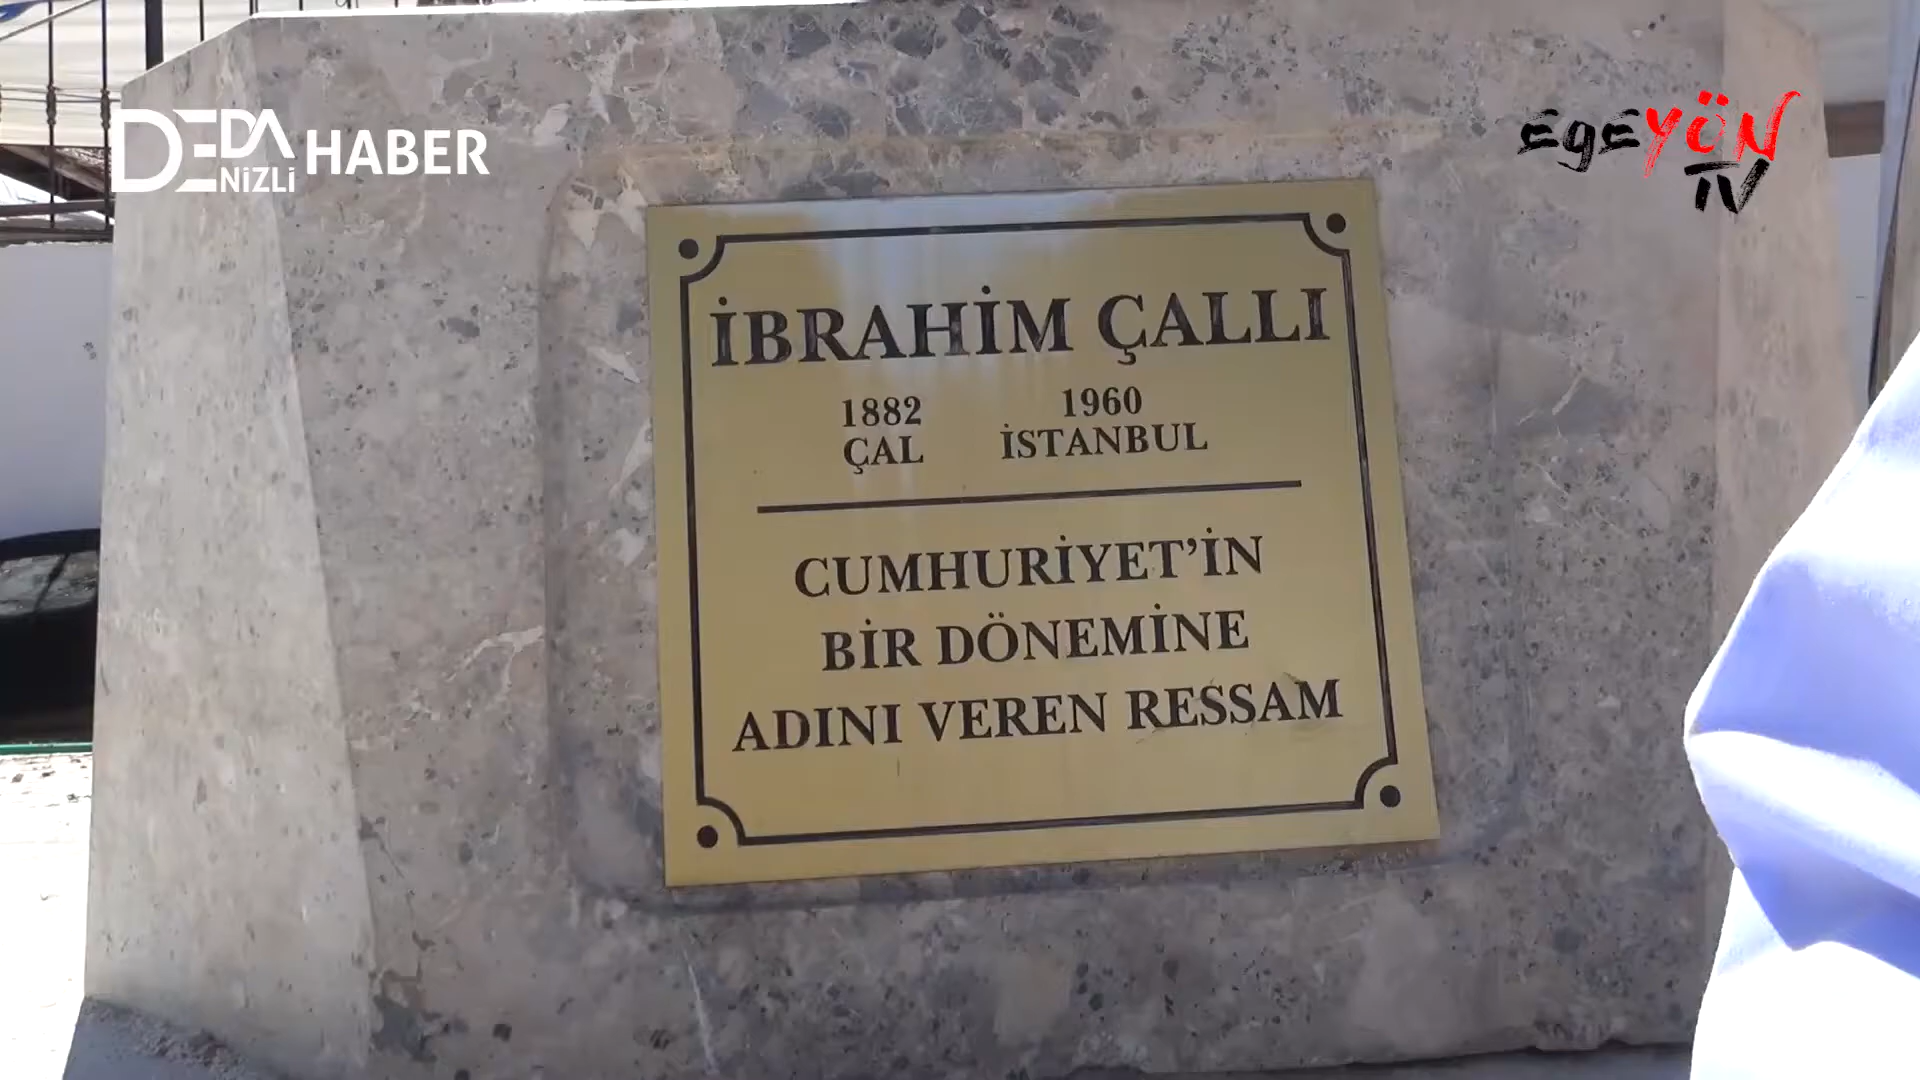 DEDA HABER
DENİZLİ
EGEYÖN
TV
İBRAHİM ÇALLI
1882 1960
ÇAL İSTANBUL
CUMHURİYET'İN
BİR DÖNEMİNE
ADINI VEREN RESSAM